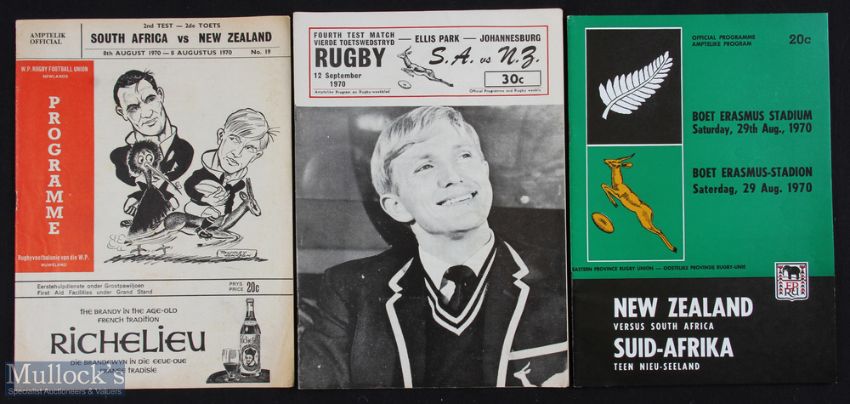 AMPTELIK
OFFICIAL
2nd TEST — 2de TOETS
SOUTH AFRICA vs NEW ZEALAND
8th AUGUST 1970 — 8 AUGUSTUS 1970 No. 19
W.P. RUGBY FOOTBALL UNION
NEWLANDS
PROGRAMME
Rugbyvoetbalunie van die W.P.
NUWELAND
Eerstehulpdienste onder Grootpawiljoen
First Aid Facilities under Grand Stand
PRYS
PRICE 20c
THE BRANDY IN THE AGE-OLD
FRENCH TRADITION
RICHELIEU
DIE BRANDEWYN IN DIE EEUE-OUE
FRANSE TRADISIE
FOURTH TEST MATCH
VIERDE TOETSWEDSTRYD
RUGBY
12 September
1970
ELLIS PARK — JOHANNESBURG
S.A. vs N.Z.
30c
Amptelike Program en Rugby-weekblad
Official Programme and Rugby weekly
OFFICIAL PROGRAMME
AMPTELIKE PROGRAM
20c
BOET ERASMUS STADIUM
Saturday, 29th Aug., 1970
BOET ERASMUS-STADION
Saterdag, 29 Aug. 1970
EASTERN PROVINCE RUGBY UNION — OOSTELIKE PROVINSIE RUGBY-UNIE
EP
RU
NEW ZEALAND
VERSUS SOUTH AFRICA
SUID-AFRIKA
TEEN NIEU-SEELAND
Mullock's
Specialist Auctioneers & Valuers